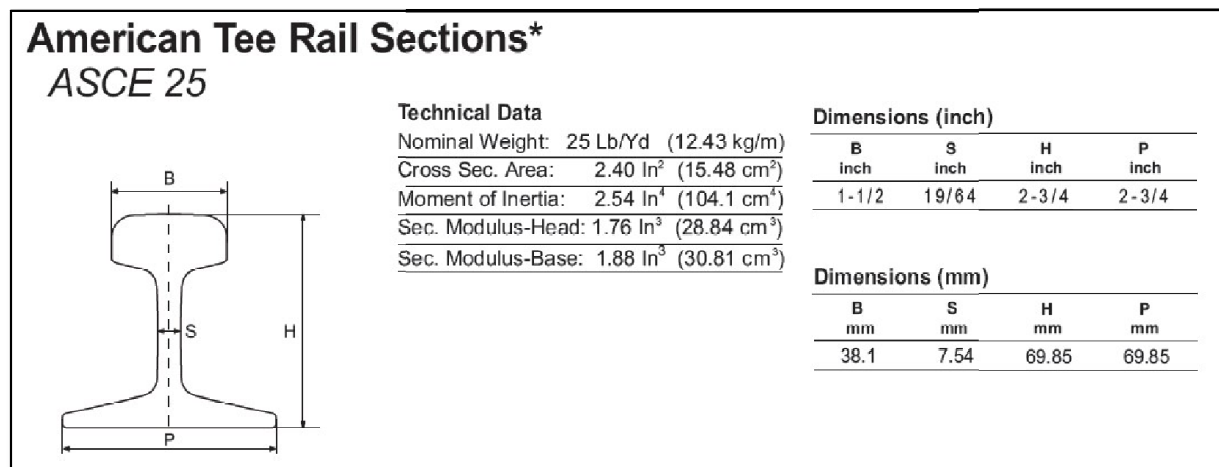 American Tee Rail Sections*
ASCE 25
B
S
H
P
Technical Data
Nominal Weight: 25 Lb/Yd (12.43 kg/m)
Cross Sec. Area: 2.40 In² (15.48 cm²)
Moment of Inertia: 2.54 In⁴ (104.1 cm⁴)
Sec. Modulus-Head: 1.76 In³ (28.84 cm³)
Sec. Modulus-Base: 1.88 In³ (30.81 cm³)
Dimensions (inch)
B S H P
inch inch inch inch
1-1/2 19/64 2-3/4 2-3/4
Dimensions (mm)
B S H P
mm mm mm mm
38.1 7.54 69.85 69.85